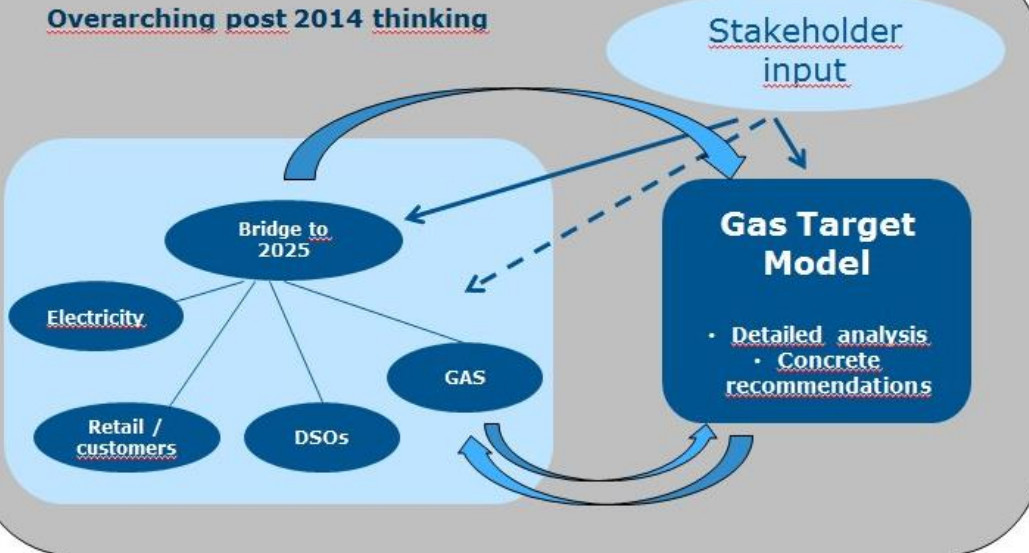 Overarching post 2014 thinking
Stakeholder
input
Bridge to
2025
Electricity
Retail /
customers
DSOs
GAS
Gas Target
Model
· Detailed analysis
· Concrete
recommendations